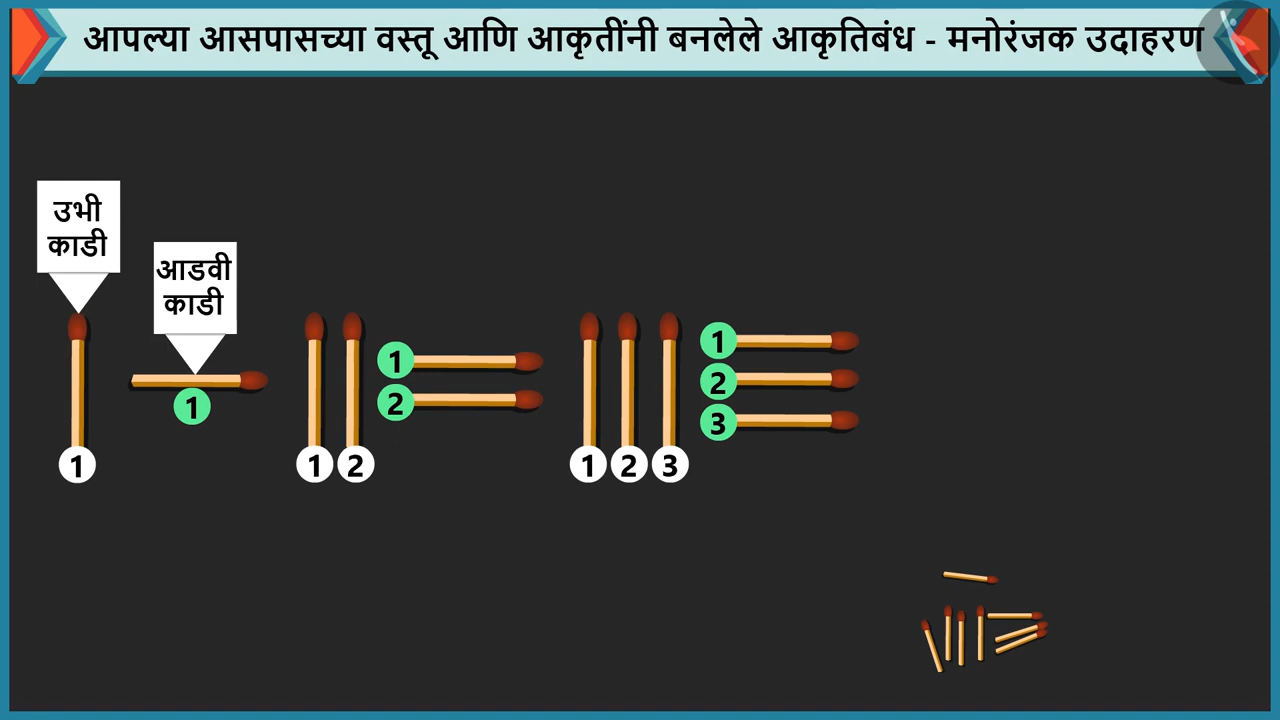 आपल्या आसपासच्या वस्तू आणि आकृतींनी बनलेले आकृतिबंध - मनोरंजक उदाहरण
उभी
काडी
आडवी
काडी
1
1
1
2
1
2
1
2
3
1
2
3